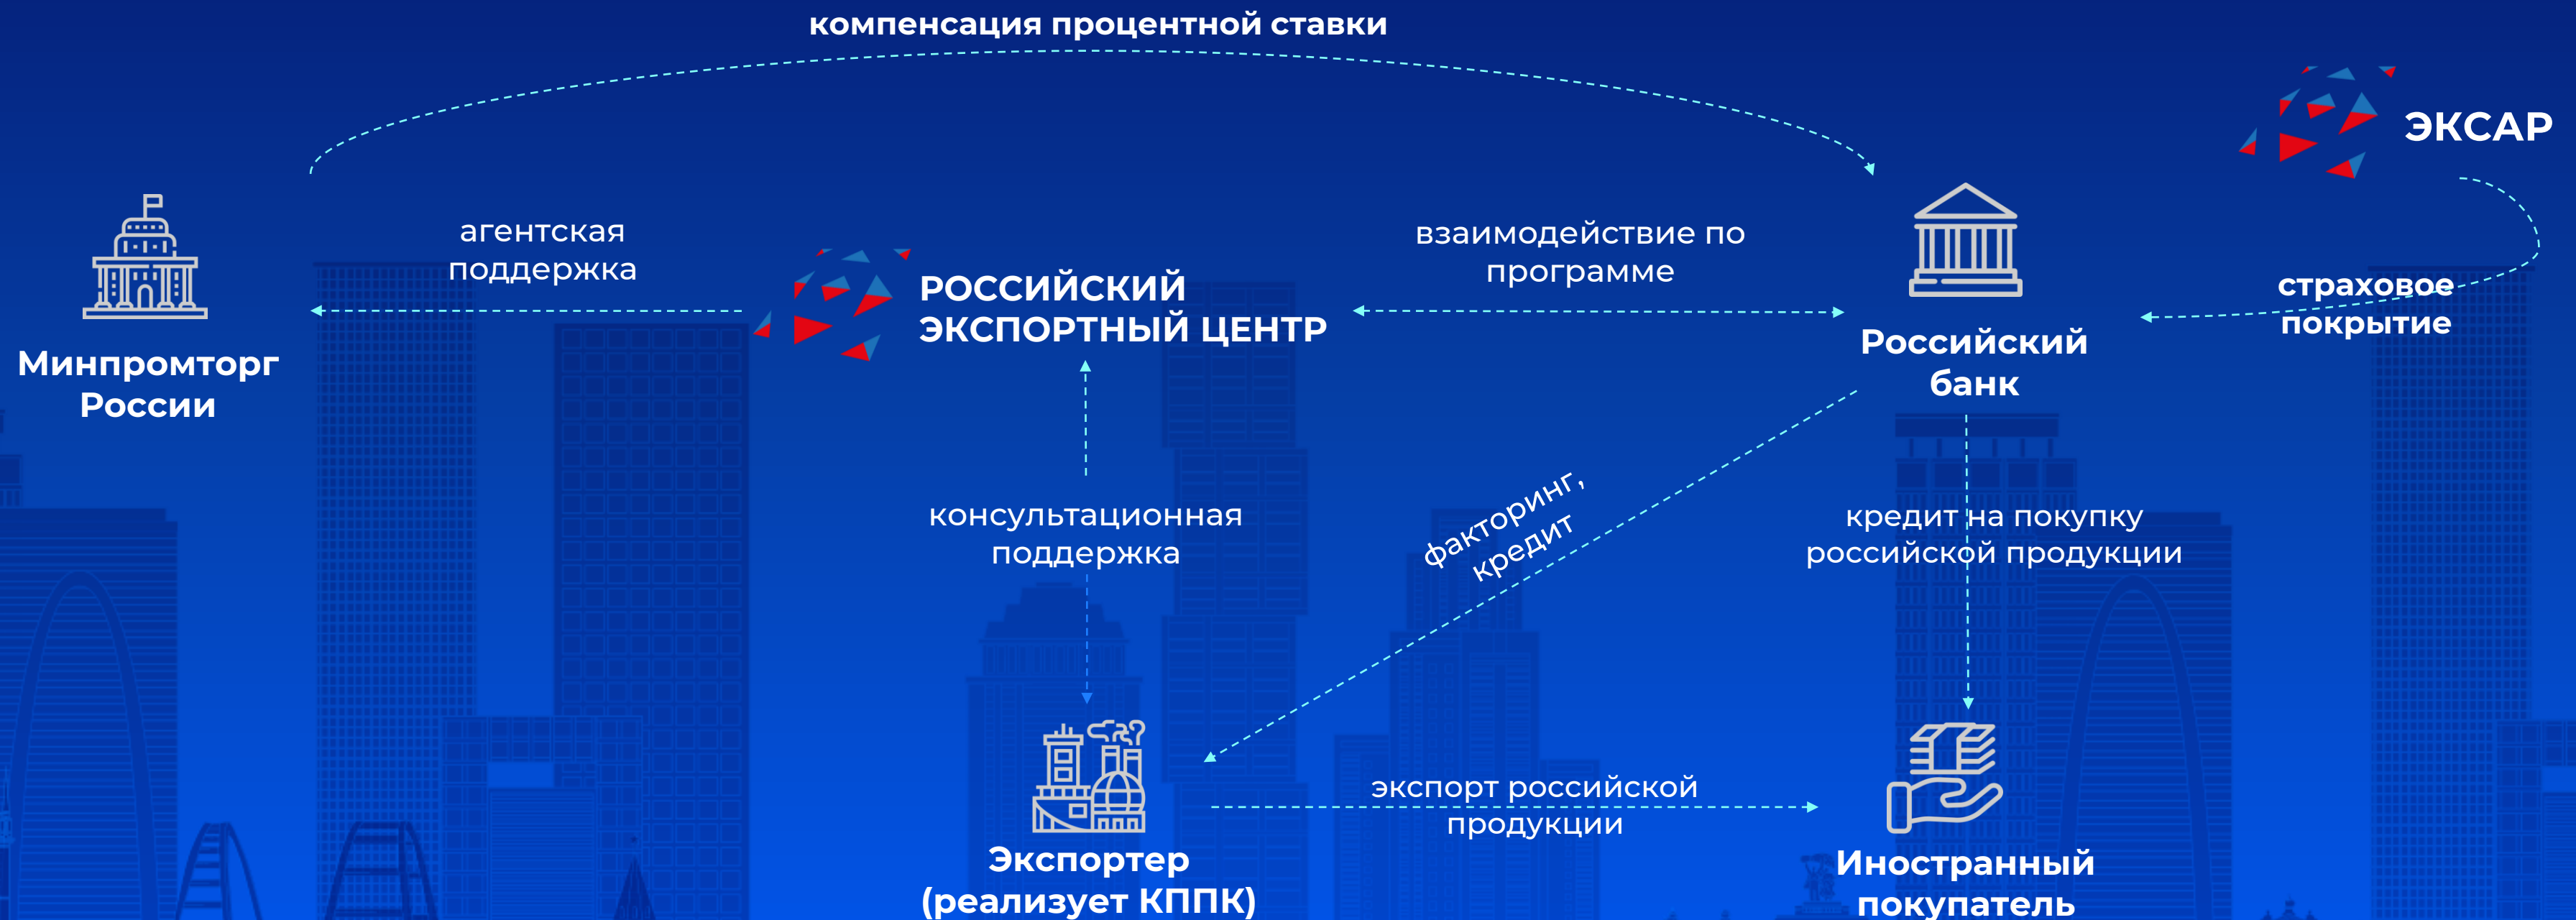 компенсация процентной ставки
ЭКСАР
агентская
поддержка
взаимодействие по
программе
РОССИЙСКИЙ
ЭКСПОРТНЫЙ ЦЕНТР
страховое
покрытие
Минпромторг
России
Российский
банк
консультационная
поддержка
факторинг,
кредит
кредит на покупку
российской продукции
экспорт российской
продукции
Экспортер
(реализует КППК)
Иностранный
покупатель